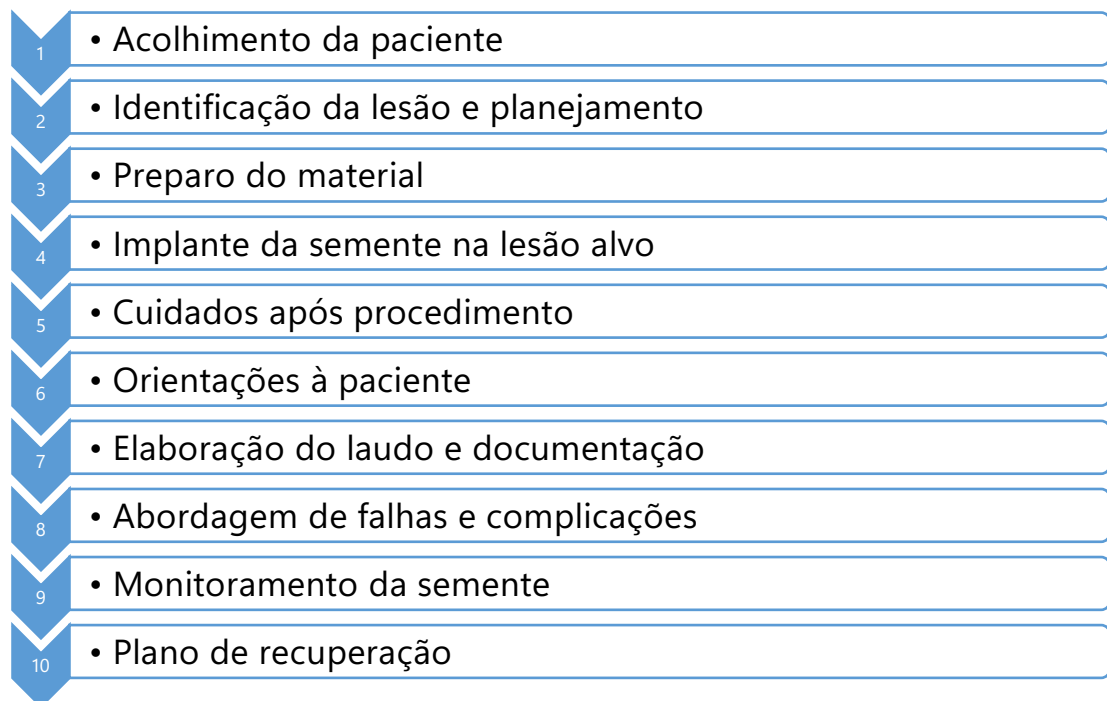 1 • Acolhimento da paciente
2 • Identificação da lesão e planejamento
3 • Preparo do material
4 • Implante da semente na lesão alvo
5 • Cuidados após procedimento
6 • Orientações à paciente
7 • Elaboração do laudo e documentação
8 • Abordagem de falhas e complicações
9 • Monitoramento da semente
10 • Plano de recuperação